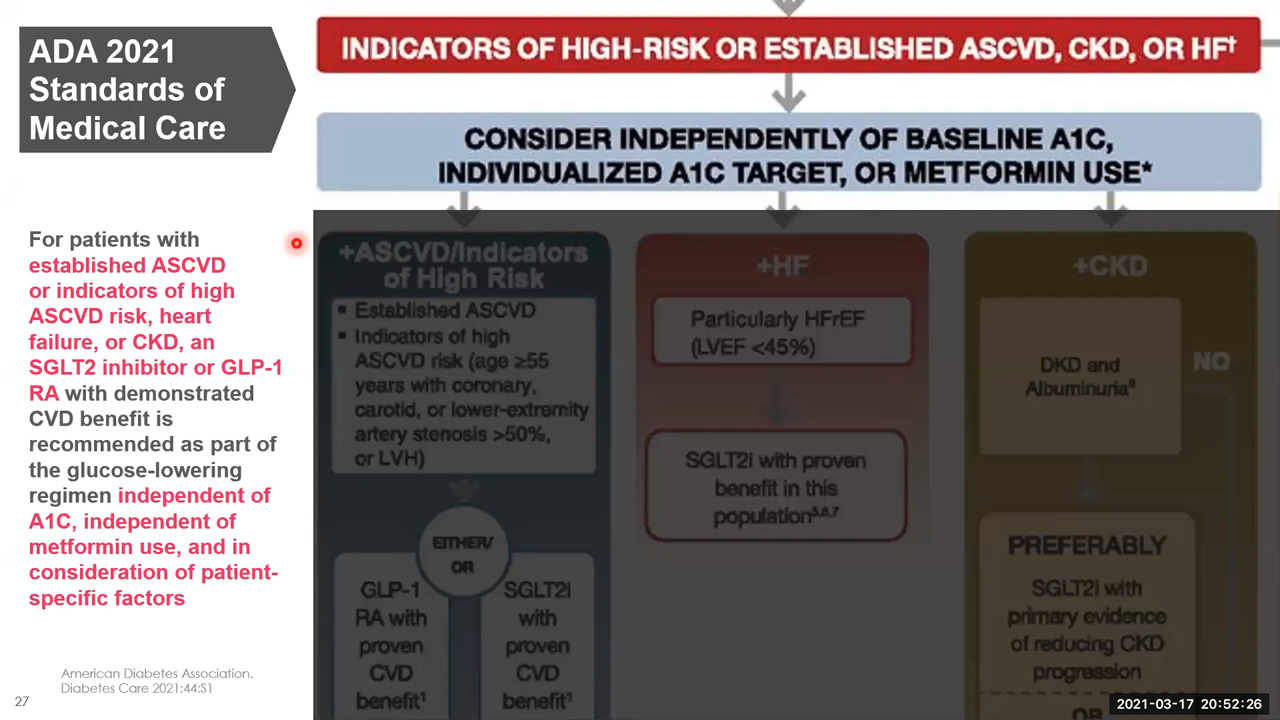 ADA 2021
Standards of
Medical Care
INDICATORS OF HIGH-RISK OR ESTABLISHED ASCVD, CKD, OR HF†
CONSIDER INDEPENDENTLY OF BASELINE A1C,
INDIVIDUALIZED A1C TARGET, OR METFORMIN USE*
For patients with
established ASCVD
or indicators of high
ASCVD risk, heart
failure, or CKD, an
SGLT2 inhibitor or GLP-1
RA with demonstrated
CVD benefit is
recommended as part of
the glucose-lowering
regimen independent of
A1C, independent of
metformin use, and in
consideration of patient-
specific factors
+ASCVD/Indicators
of High Risk
▪ Established ASCVD
▪ Indicators of high
ASCVD risk (age ≥55
years with coronary,
carotid, or lower-extremity
artery stenosis >50%,
or LVH)
EITHER/
OR
GLP-1
RA with
proven
CVD
benefit¹
SGLT2i
with
proven
CVD
benefit¹
+HF
Particularly HFrEF
(LVEF <45%)
SGLT2i with proven
benefit in this
population⁵,⁶,⁷
+CKD
DKD and
Albuminuria⁸
NO
PREFERABLY
SGLT2i with
primary evidence
of reducing CKD
progression
OR
American Diabetes Association.
Diabetes Care 2021;44:S1
27
2021-03-17 20:52:26